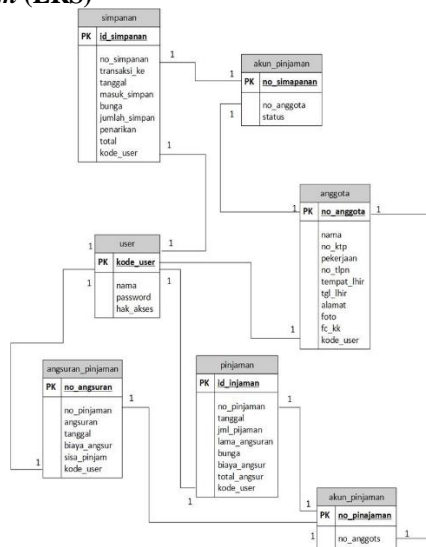 (ERS)
simpanan
PK id_simpanan
no_simpanan
transaksi_ke
tanggal
masuk_simpan
bunga
jumlah_simpan
penarikan
total
kode_user
1
1
akun_pinjaman
PK no_simapanan
no_anggota
status
1
1
anggota
1 PK no_anggota 1
nama
no_ktp
pekerjaan
no_tlpn
tempat_lhir
tgl_lhir
alamat
foto
fc_kk
kode_user
1
user
1 1
PK kode_user
nama
password
hak_akses
1 1
angsuran_pinjaman
PK no_angsuran
no_pinjaman
angsuran
tanggal
biaya_angsur
sisa_pinjam
kode_user
1
1
pinjaman
PK id_injaman
no_pinjaman
tanggal
jml_pijaman
lama_angsuran
bunga
biaya_angsur
total_angsur
kode_user
1
1
akun_pinjaman
1
PK no_pinajaman
1 no_anggots 1